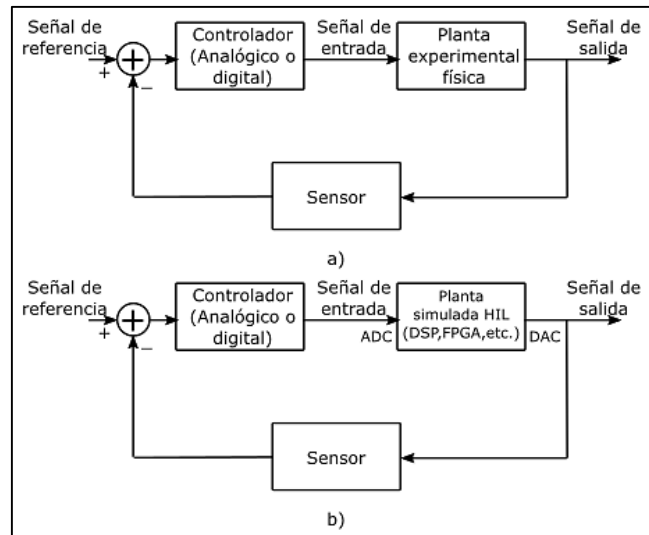 Señal de
referencia
+
−
Controlador
(Analógico o
digital)
Señal de
entrada
Planta
experimental
física
Señal de
salida
Sensor
a)
Señal de
referencia
+
−
Controlador
(Analógico o
digital)
Señal de
entrada
ADC
Planta
simulada HIL
(DSP,FPGA,etc.)
DAC
Señal de
salida
Sensor
b)